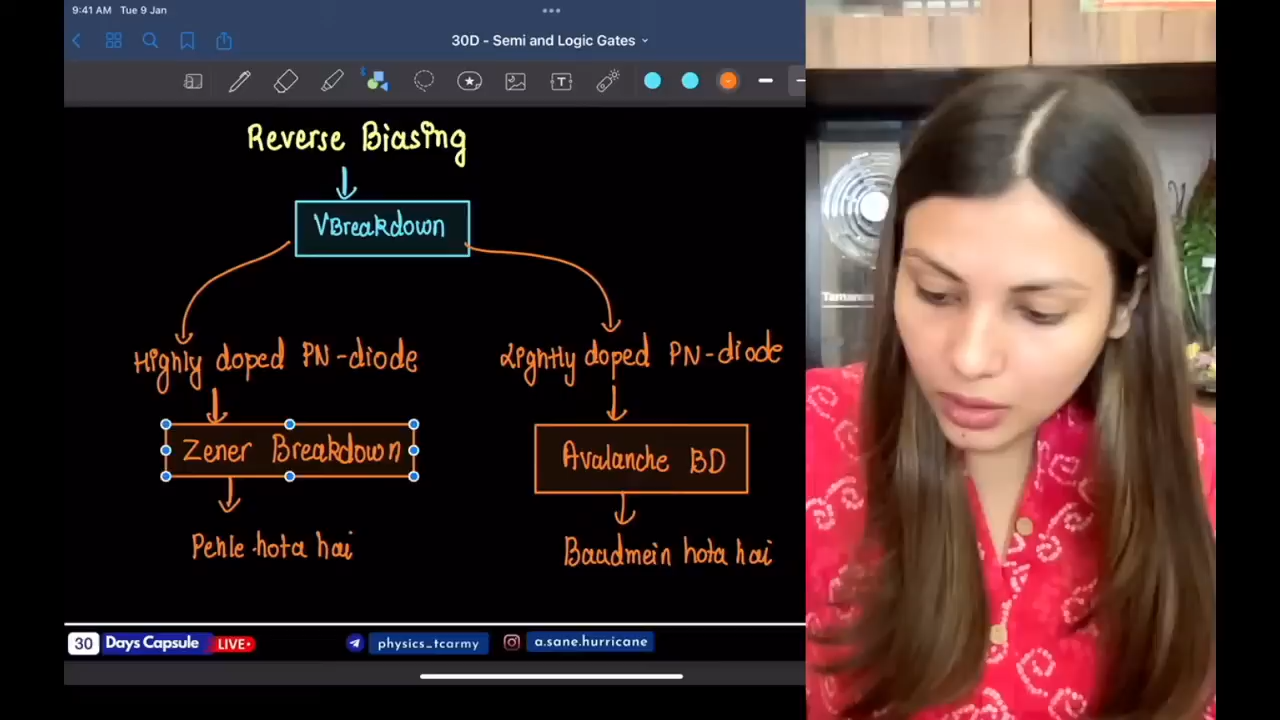 9:41 AM Tue 9 Jan
30D - Semi and Logic Gates
Reverse Biasing
VBreakdown
Highly doped PN-diode
Lightly doped PN-diode
Zener Breakdown
Avalanche BD
Pehle hota hai
Baadmein hota hai
30 Days Capsule LIVE
physics_tcarmy
a.sane.hurricane